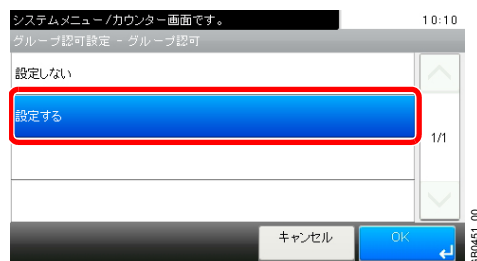 システムメニュー/カウンター画面です。
10:10
グループ認可設定 - グループ認可
設定しない
設定する
1/1
キャンセル
OK
GB0451_00